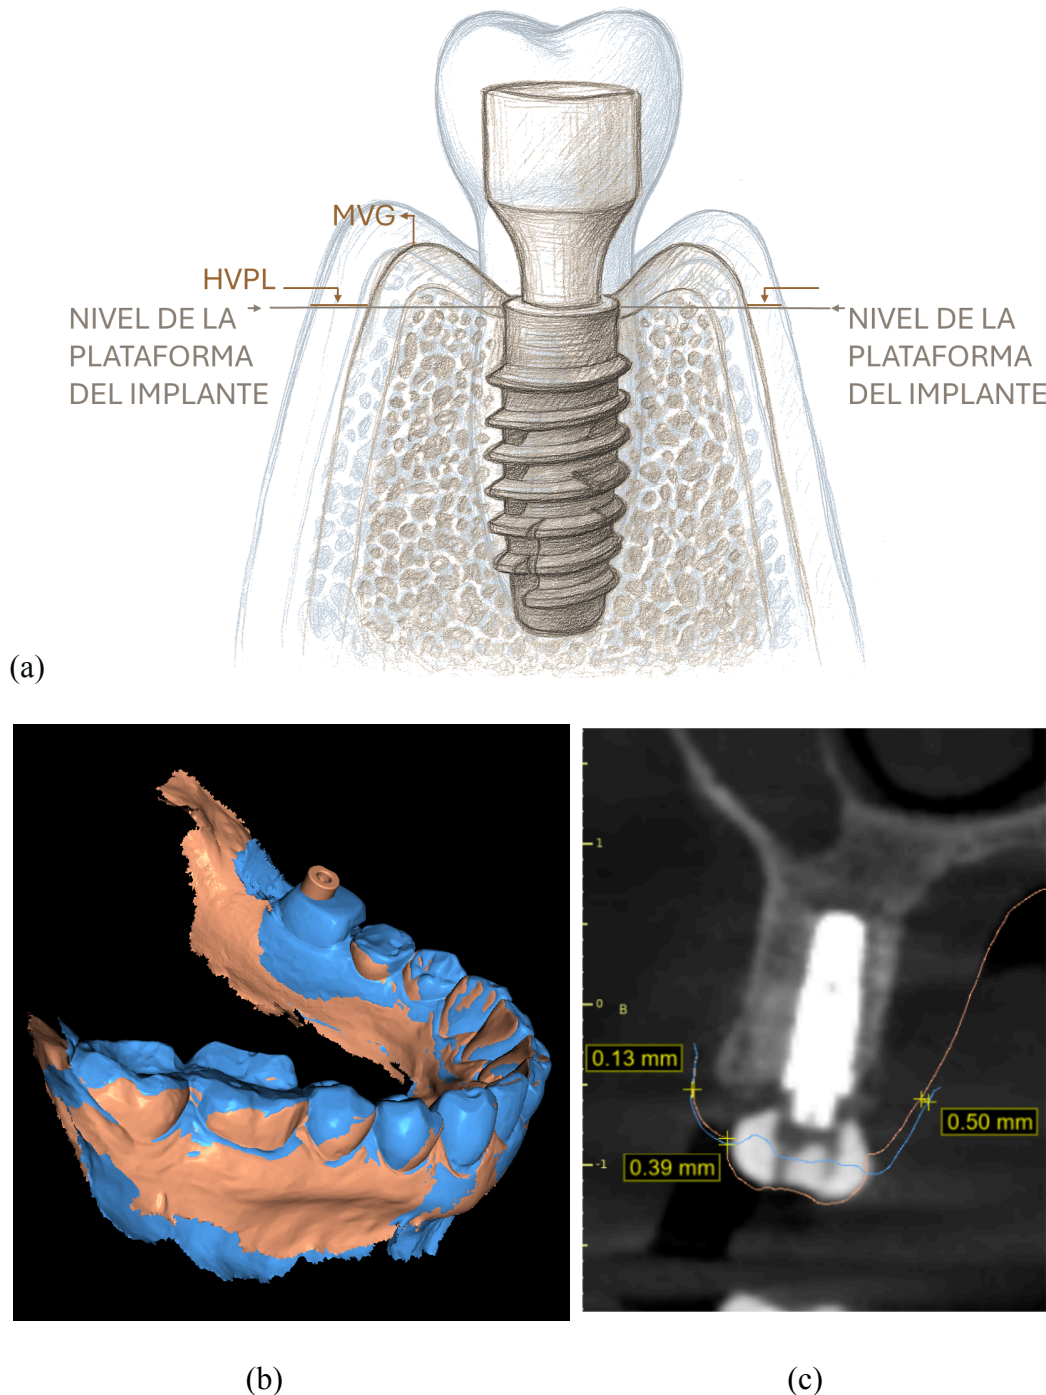 MVG
HVPL
NIVEL DE LA
PLATAFORMA
DEL IMPLANTE
NIVEL DE LA
PLATAFORMA
DEL IMPLANTE
(a)
1
0
B
0.13 mm
0.50 mm
0.39 mm
-1
(b)
(c)